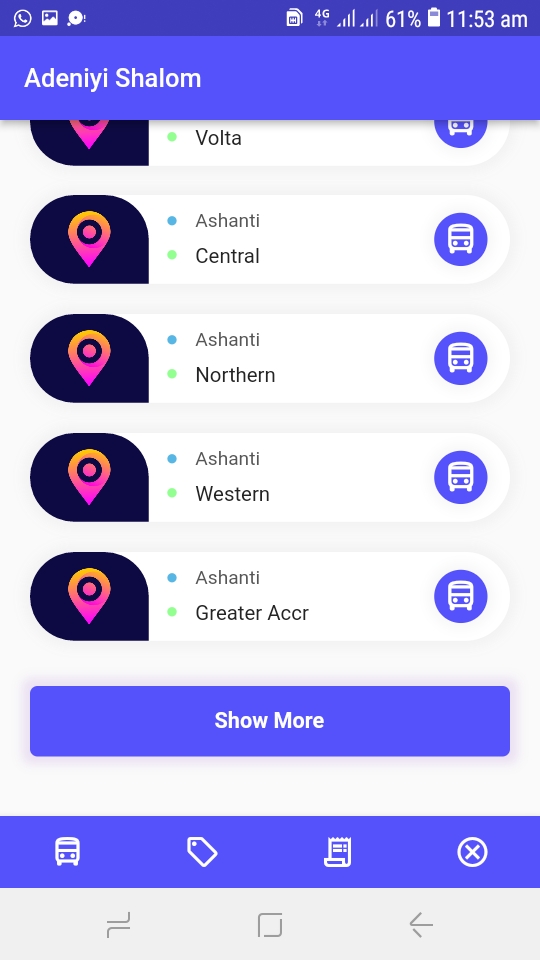 4G
61%
11:53 am
Adeniyi Shalom
Volta
Ashanti
Central
Ashanti
Northern
Ashanti
Western
Ashanti
Greater Accr
Show More